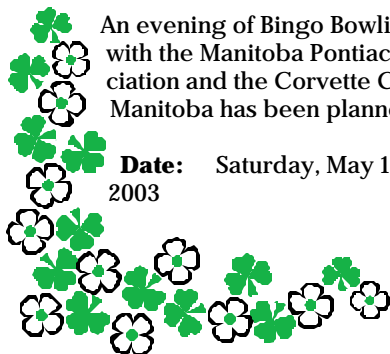 An evening of Bingo Bowli
with the Manitoba Pontiac
ciation and the Corvette C
Manitoba has been planne
Date: Saturday, May 1
2003